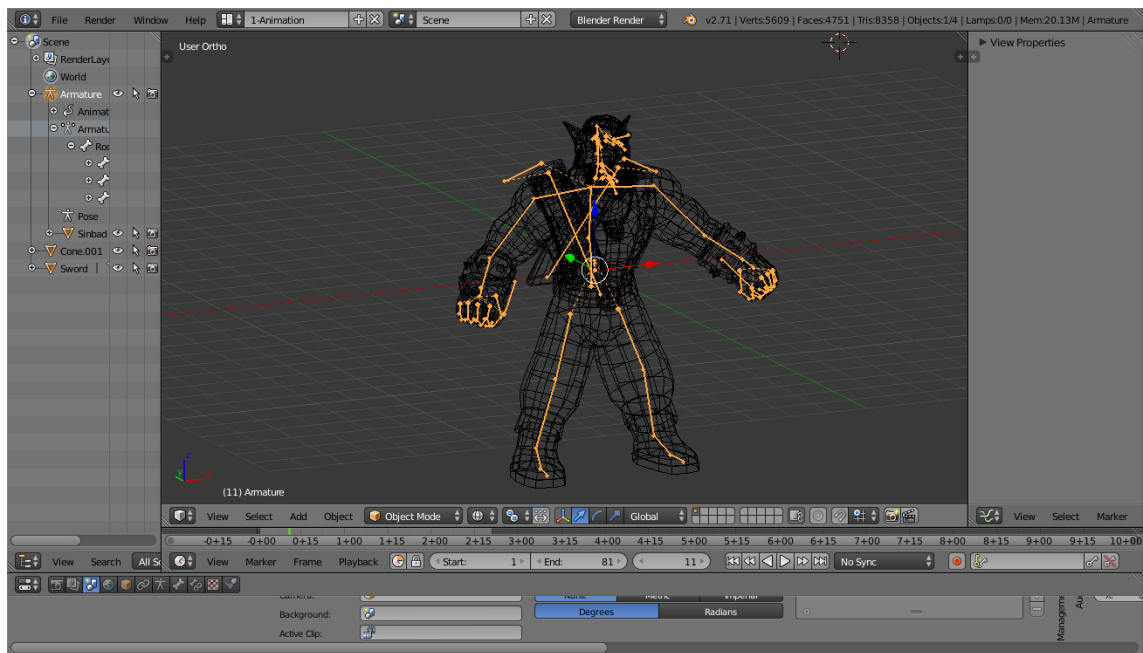 File Render Window Help 1-Animation Scene Blender Render v2.71 | Verts:5609 | Faces:4751 | Tris:8358 | Objects:1/4 | Lamps:0/0 | Mem:20.13M | Armature
Scene
RenderLaye
World
Armature
Animat
Armatu
Roo
Pose
Sinbad
Cone.001
Sword
User Ortho
View Properties
z
y
(11) Armature
View Select Add Object Object Mode Global View Select Marker
-0+15 -0+00 0+15 1+00 1+15 2+00 2+15 3+00 3+15 4+00 4+15 5+00 5+15 6+00 6+15 7+00 7+15 8+00 8+15 9+00 9+15 10+00
View Search All Sc View Marker Frame Playback Start: 1 End: 81 11 No Sync
Camera: None Metric Imperial
Background: Degrees Radians
Active Clip: